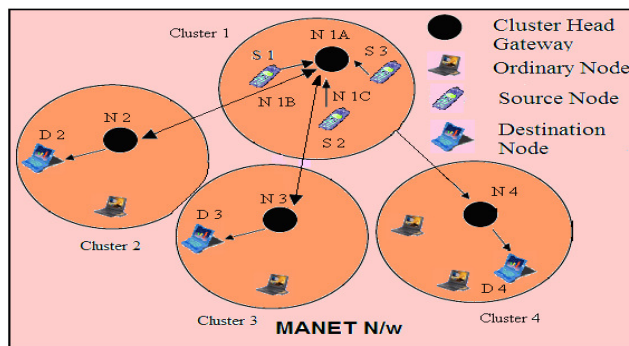 Cluster 1
N 1A
S 1
S 3
N 1B
N 1C
S 2
Cluster Head
Gateway
Ordinary Node
Source Node
Destination
Node
N 2
D 2
Cluster 2
N 3
D 3
Cluster 3
N 4
D 4
Cluster 4
MANET N/w